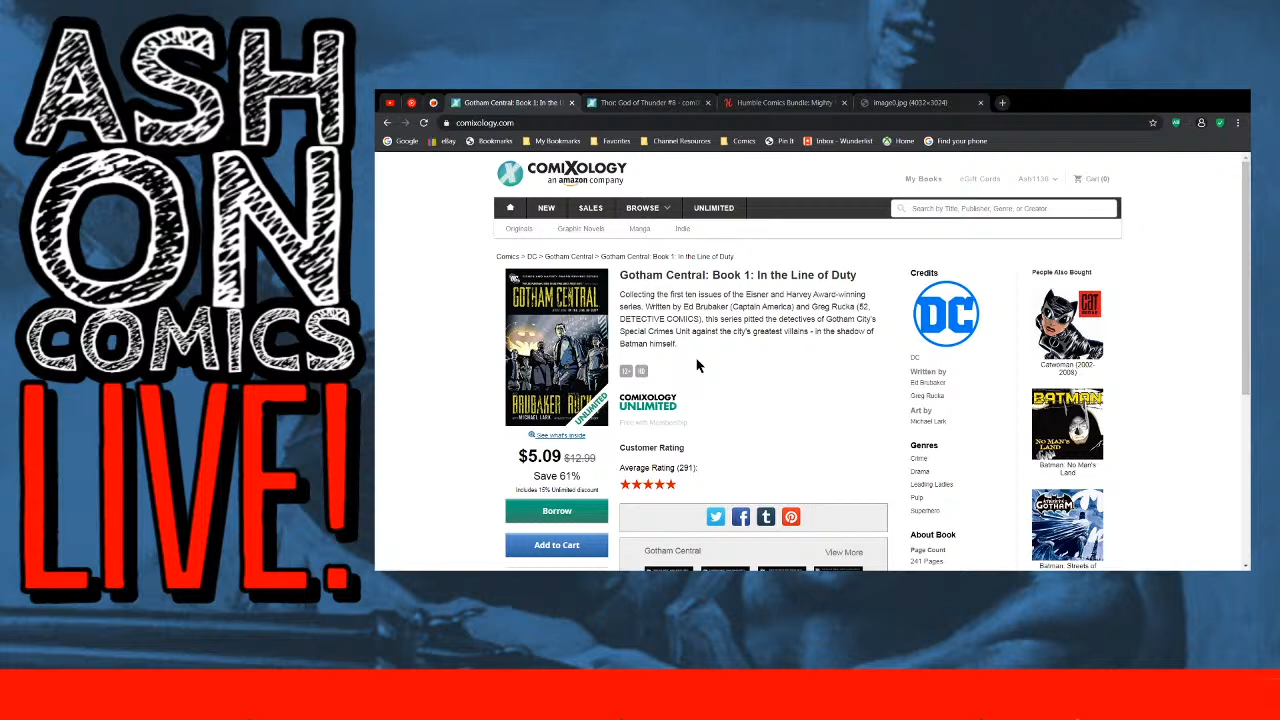 ASH
ON
COMICS
LIVE!
Gotham Central: Book 1: In the L
Thor: God of Thunder #8 - comi
Humble Comics Bundle: Mighty
image0.jpg (4032×3024)
comixology.com
Google
eBay
Bookmarks
My Bookmarks
Favorites
Channel Resources
Comics
Pin It
Inbox - Wunderlist
Home
Find your phone
COMIXOLOGY
an amazon company
My Books
eGift Cards
Ash1138
Cart (0)
NEW
SALES
BROWSE
UNLIMITED
Search by Title, Publisher, Genre, or Creator
Originals
Graphic Novels
Manga
Indie
Comics > DC > Gotham Central > Gotham Central: Book 1: In the Line of Duty
GOTHAM CENTRAL
BRUBAKER RUCK
MICHAEL LARK
UNLIMITED
See what's inside
$5.09 $12.99
Save 61%
Includes 15% Unlimited discount
Borrow
Add to Cart
Gotham Central: Book 1: In the Line of Duty
Collecting the first ten issues of the Eisner and Harvey Award-winning
series, Written by Ed Brubaker (Captain America) and Greg Rucka (52,
DETECTIVE COMICS), this series pitted the detectives of Gotham City's
Special Crimes Unit against the city's greatest villains - in the shadow of
Batman himself.
12+
HD
COMIXOLOGY
UNLIMITED
Free with Membership
Customer Rating
Average Rating (291):
Gotham Central
View More
Credits
DC
DC
Written by
Ed Brubaker
Greg Rucka
Art by
Michael Lark
Genres
Crime
Drama
Leading Ladies
Pulp
Superhero
About Book
Page Count
241 Pages
People Also Bought
CAT
Catwoman (2002-
2008)
BATMAN
NO MAN'S
LAND
Batman: No Man's
Land
GOTHAM
Batman: Streets of